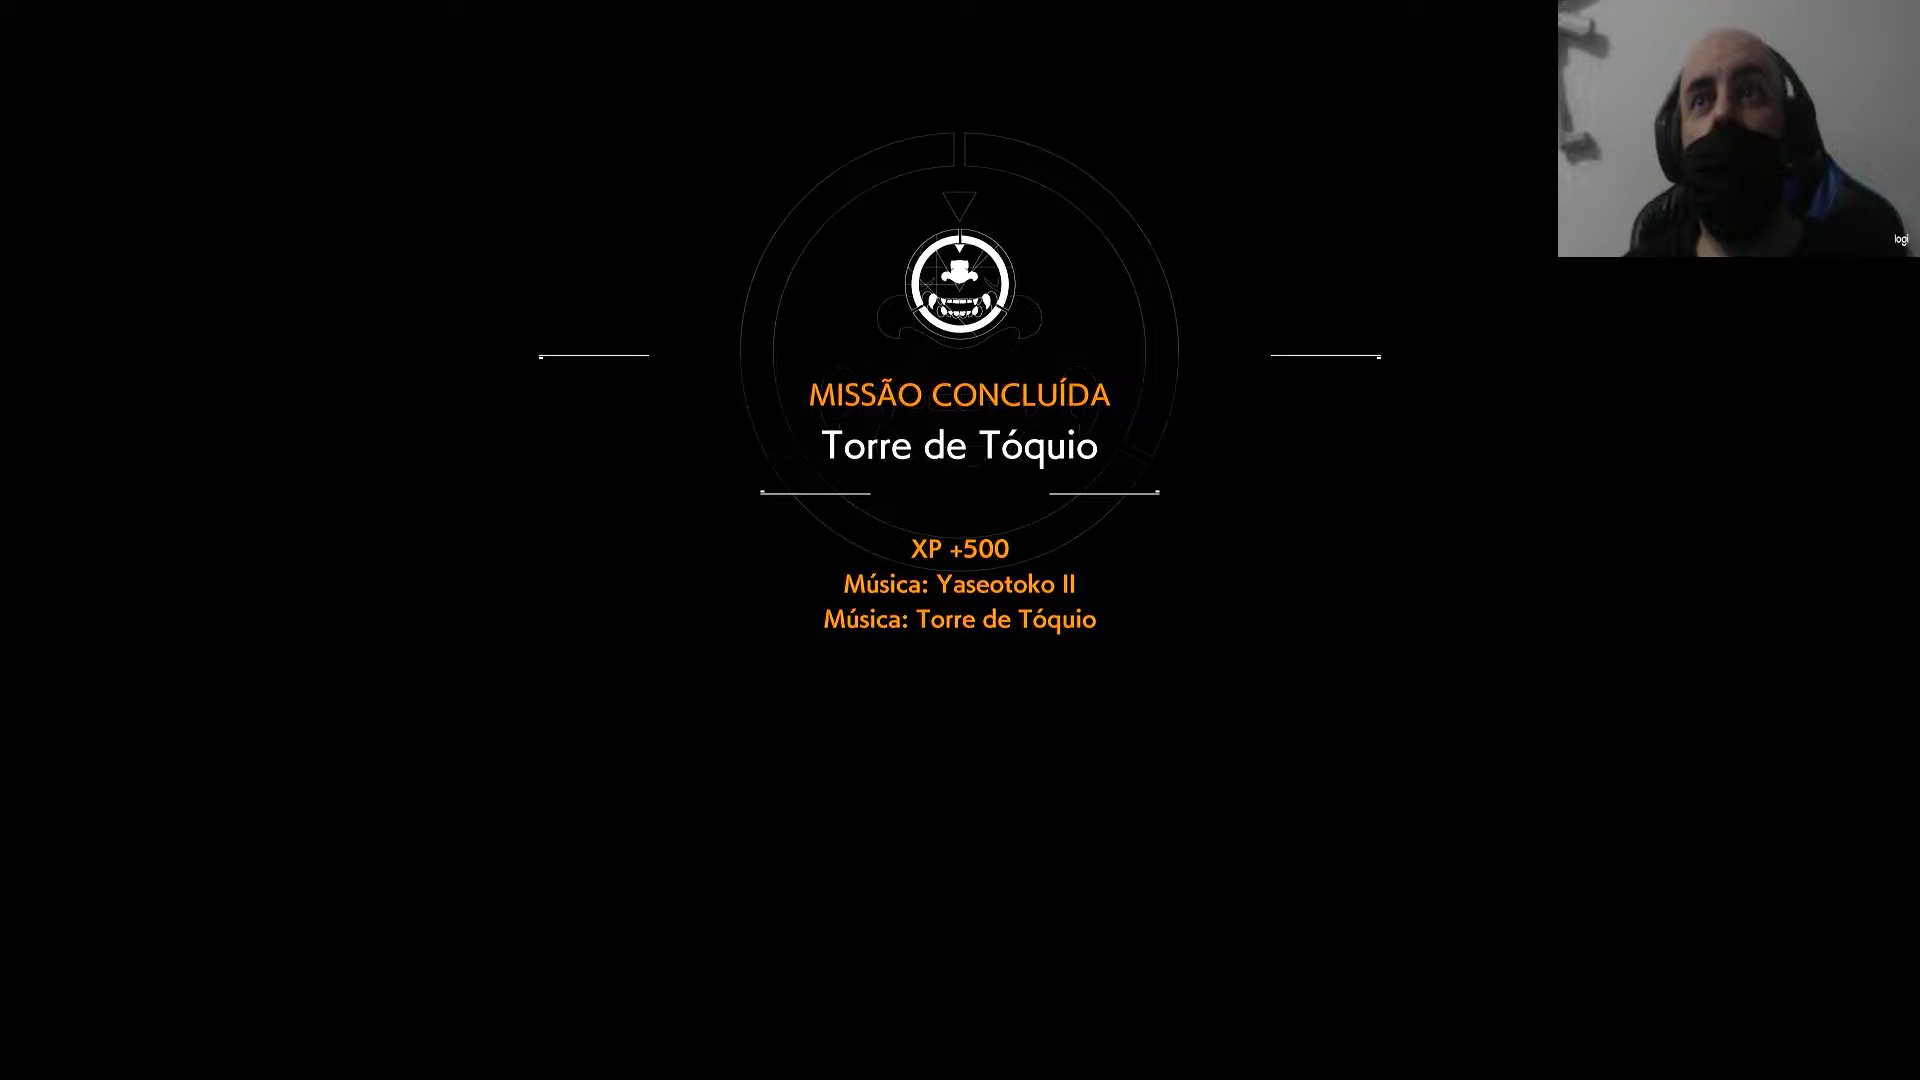 logi
MISSÃO CONCLUÍDA
Torre de Tóquio
XP +500
Música: Yaseotoko II
Música: Torre de Tóquio